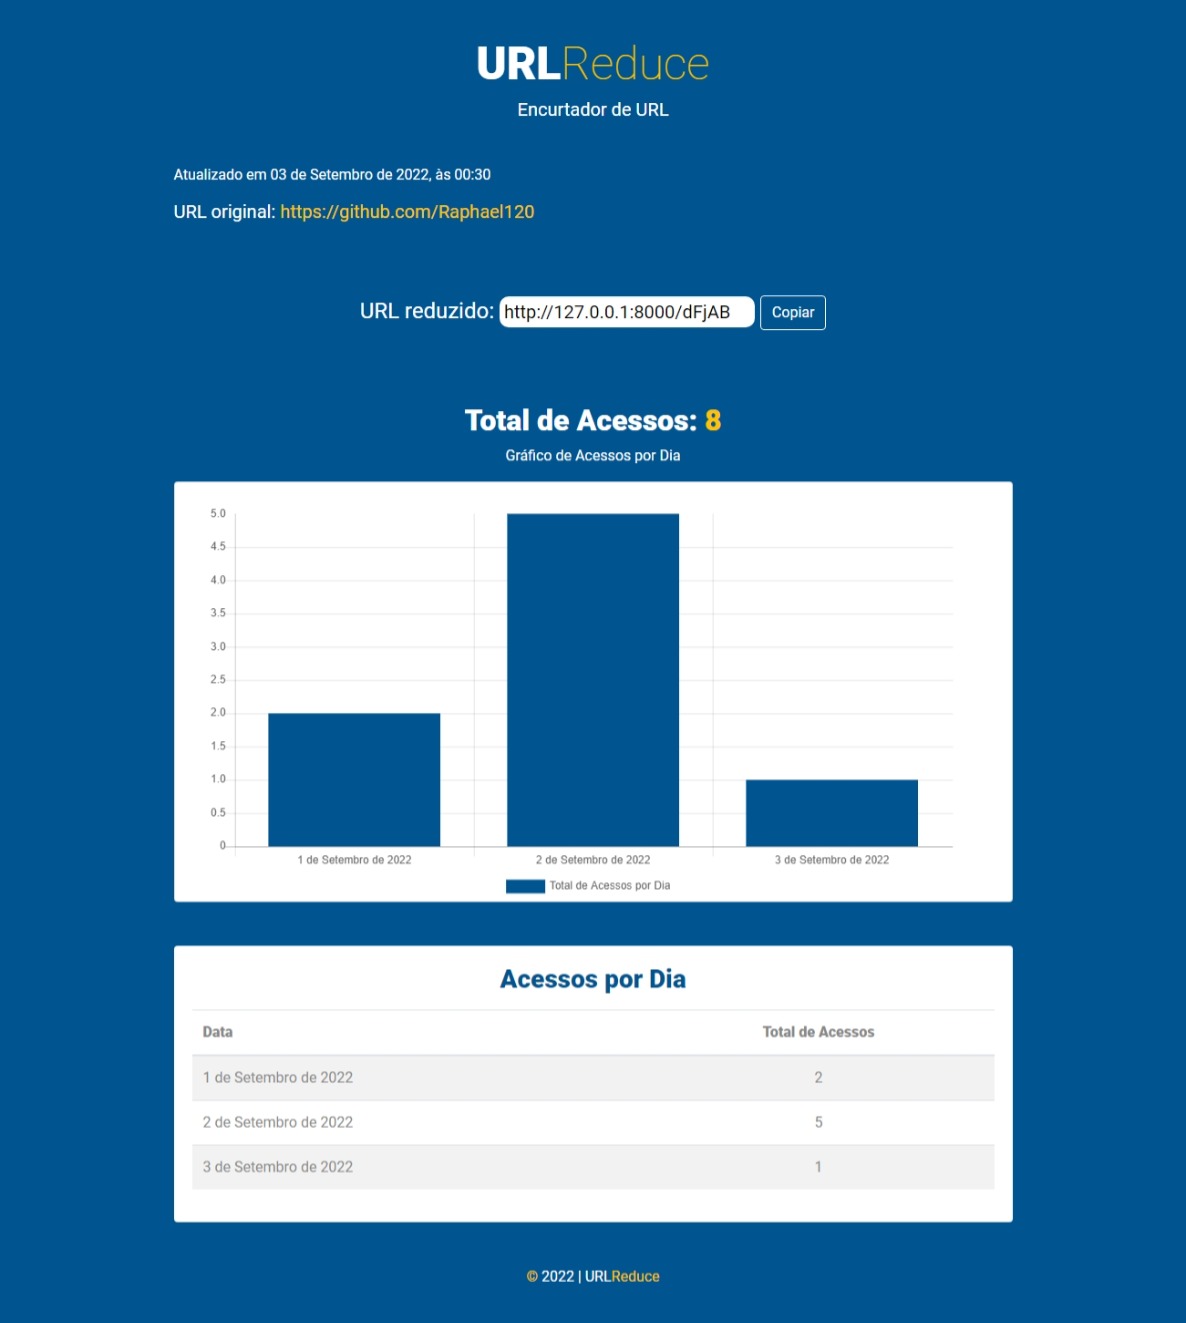 URLReduce
Encurtador de URL
Atualizado em 03 de Setembro de 2022, às 00:30
URL original: https://github.com/Raphael120
URL reduzido: http://127.0.0.1:8000/dFjAB Copiar
Total de Acessos: 8
Gráfico de Acessos por Dia
5.0
4.5
4.0
3.5
3.0
2.5
2.0
1.5
1.0
0.5
0
1 de Setembro de 2022 2 de Setembro de 2022 3 de Setembro de 2022
Total de Acessos por Dia
Acessos por Dia
Data Total de Acessos
1 de Setembro de 2022 2
2 de Setembro de 2022 5
3 de Setembro de 2022 1
© 2022 | URLReduce